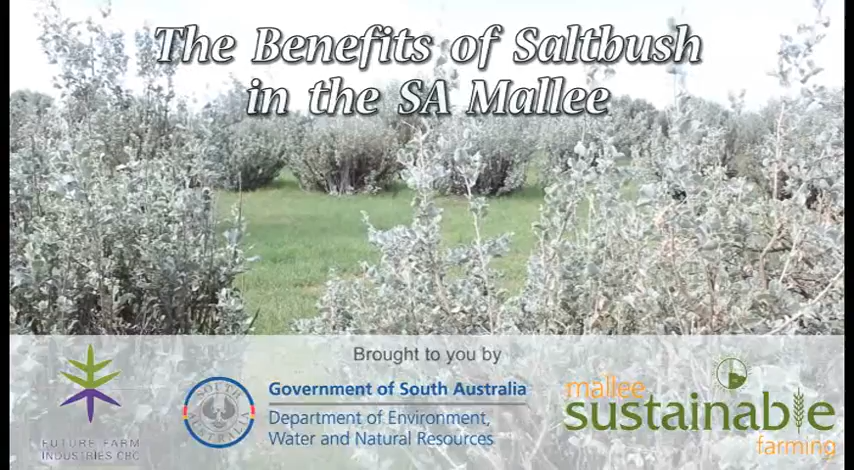 The Benefits of Saltbush
in the SA Mallee
Brought to you by
FUTURE FARM
INDUSTRIES CRC
SOUTH
AUSTRALIA
Government of South Australia
Department of Environment,
Water and Natural Resources
mallee
sustainable
farming